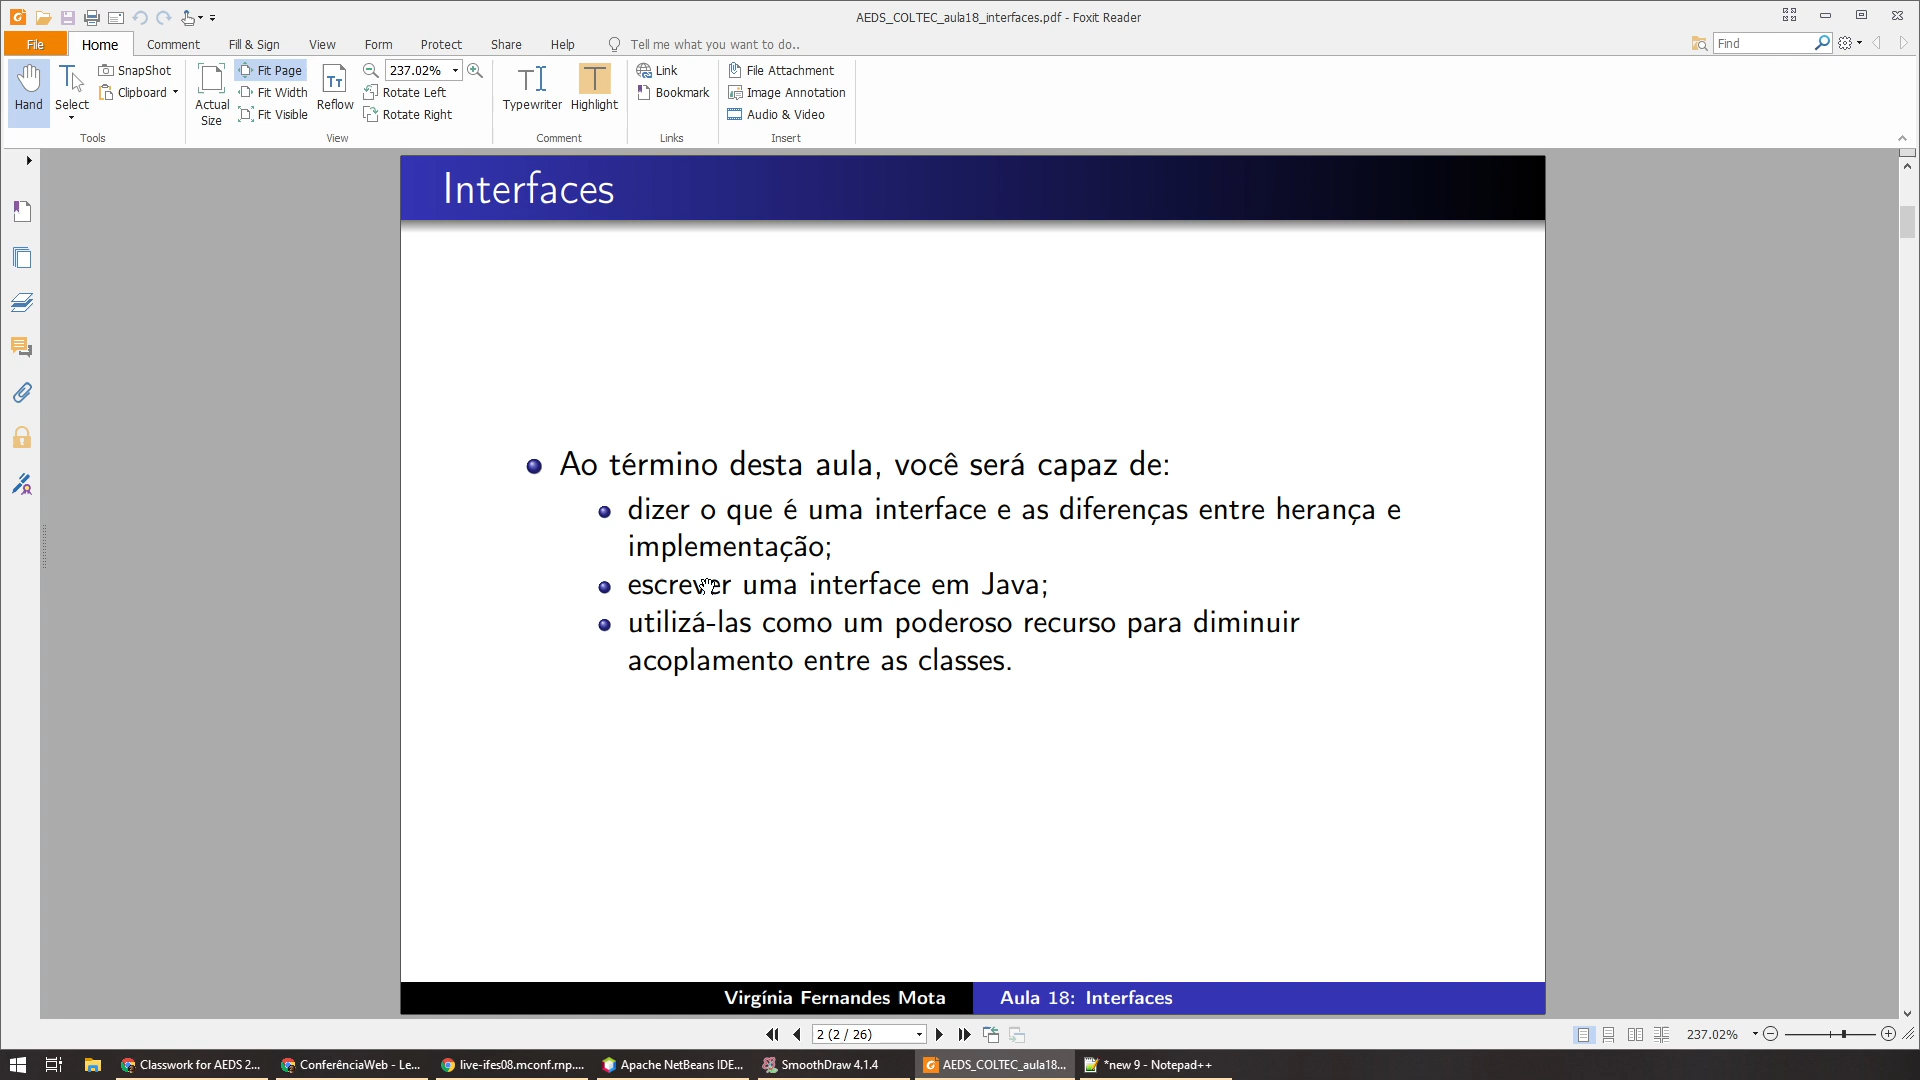 AEDS_COLTEC_aula18_interfaces.pdf - Foxit Reader
File Home Comment Fill & Sign View Form Protect Share Help Tell me what you want to do.. Find
Hand
Select
SnapShot
Clipboard
Tools
Actual
Size
Fit Page
Fit Width
Fit Visible
Reflow
237.02%
Rotate Left
Rotate Right
View
Typewriter
Highlight
Comment
Link
Bookmark
Links
File Attachment
Image Annotation
Audio & Video
Insert
Interfaces
Ao término desta aula, você será capaz de:
dizer o que é uma interface e as diferenças entre herança e
implementação;
escrever uma interface em Java;
utilizá-las como um poderoso recurso para diminuir
acoplamento entre as classes.
Virgínia Fernandes Mota Aula 18: Interfaces
2 (2 / 26) 237.02%
Classwork for AEDS 2... ConferênciaWeb - Le... live-ifes08.mconf.rnp.... Apache NetBeans IDE... SmoothDraw 4.1.4 AEDS_COLTEC_aula18... *new 9 - Notepad++